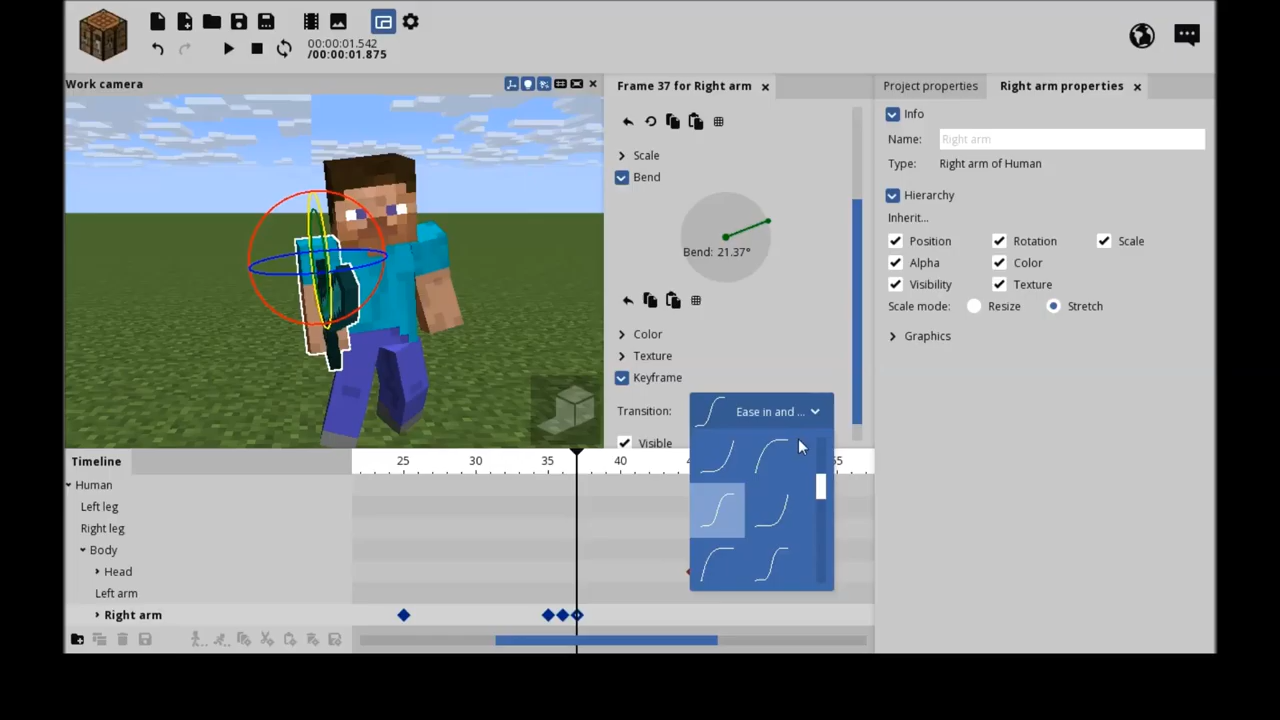 00:00:01.542
/00:00:01.875
Work camera
Frame 37 for Right arm
Scale
Bend
Bend: 21.37°
Color
Texture
Keyframe
Transition:
Ease in and ...
Visible
Project properties
Right arm properties
Info
Name:
Right arm
Type:
Right arm of Human
Hierarchy
Inherit...
Position
Rotation
Scale
Alpha
Color
Visibility
Texture
Scale mode:
Resize
Stretch
Graphics
Timeline
25
30
35
40
55
Human
Left leg
Right leg
Body
Head
Left arm
Right arm